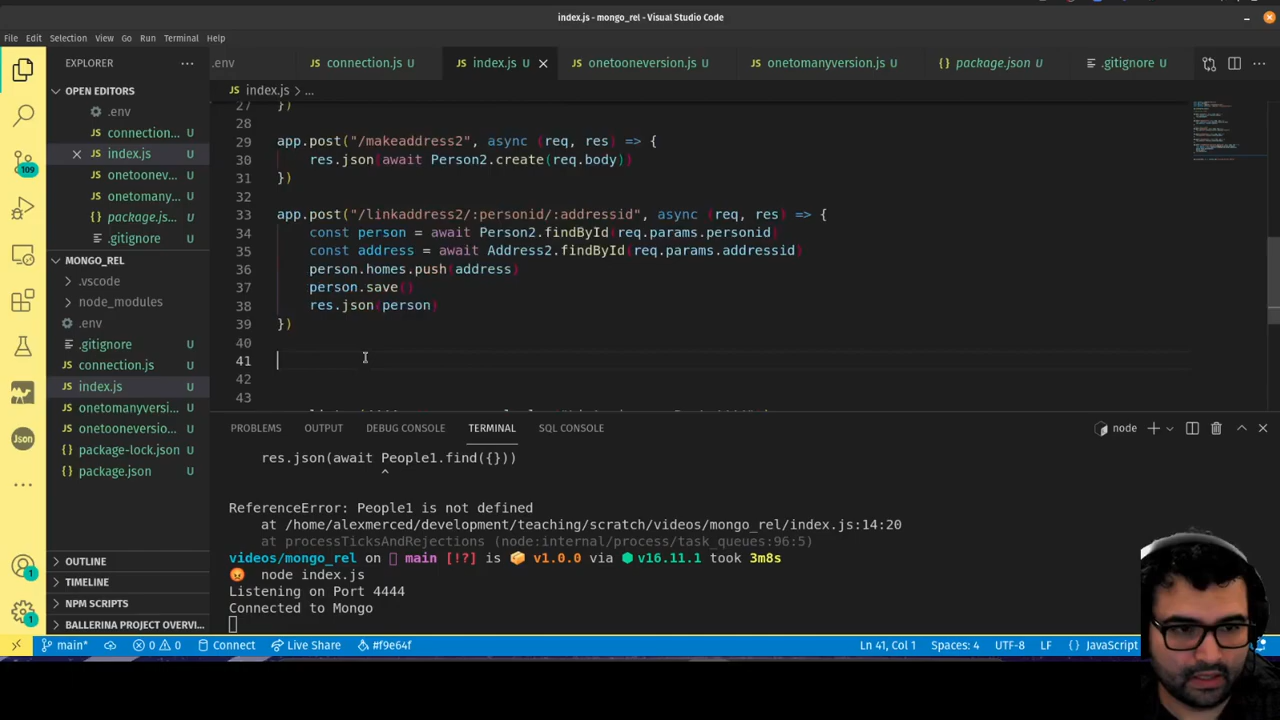 index.js - mongo_rel - Visual Studio Code
File Edit Selection View Go Run Terminal Help
EXPLORER
.env
connection.js U
index.js U
onetooneversion.js U
onetomanyversion.js U
package.json U
.gitignore U
index.js > ...
OPEN EDITORS
.env
connection... U
index.js U
onetoonev... U
onetomany... U
package.js... U
.gitignore U
MONGO_REL
.vscode
node_modules
.env
.gitignore U
connection.js U
index.js U
onetomanyversi... U
onetooneversio... U
package-lock.json U
package.json U
OUTLINE
TIMELINE
NPM SCRIPTS
BALLERINA PROJECT OVERVI...
109
Json
1
1
27 })
28
29 app.post("/makeaddress2", async (req, res) => {
30 res.json(await Person2.create(req.body))
31 })
32
33 app.post("/linkaddress2/:personid/:addressid", async (req, res) => {
34 const person = await Person2.findById(req.params.personid)
35 const address = await Address2.findById(req.params.addressid)
36 person.homes.push(address)
37 person.save()
38 res.json(person)
39 })
40
41
42
43
PROBLEMS OUTPUT DEBUG CONSOLE TERMINAL SQL CONSOLE
node
res.json(await People1.find({}))
^
ReferenceError: People1 is not defined
at /home/alexmerced/development/teaching/scratch/videos/mongo_rel/index.js:14:20
at processTicksAndRejections (node:internal/process/task_queues:96:5)
videos/mongo_rel on main [!?] is v1.0.0 via v16.11.1 took 3m8s
node index.js
Listening on Port 4444
Connected to Mongo
main* 0 0 Connect Live Share #f9e64f Ln 41, Col 1 Spaces: 4 UTF-8 LF JavaScript